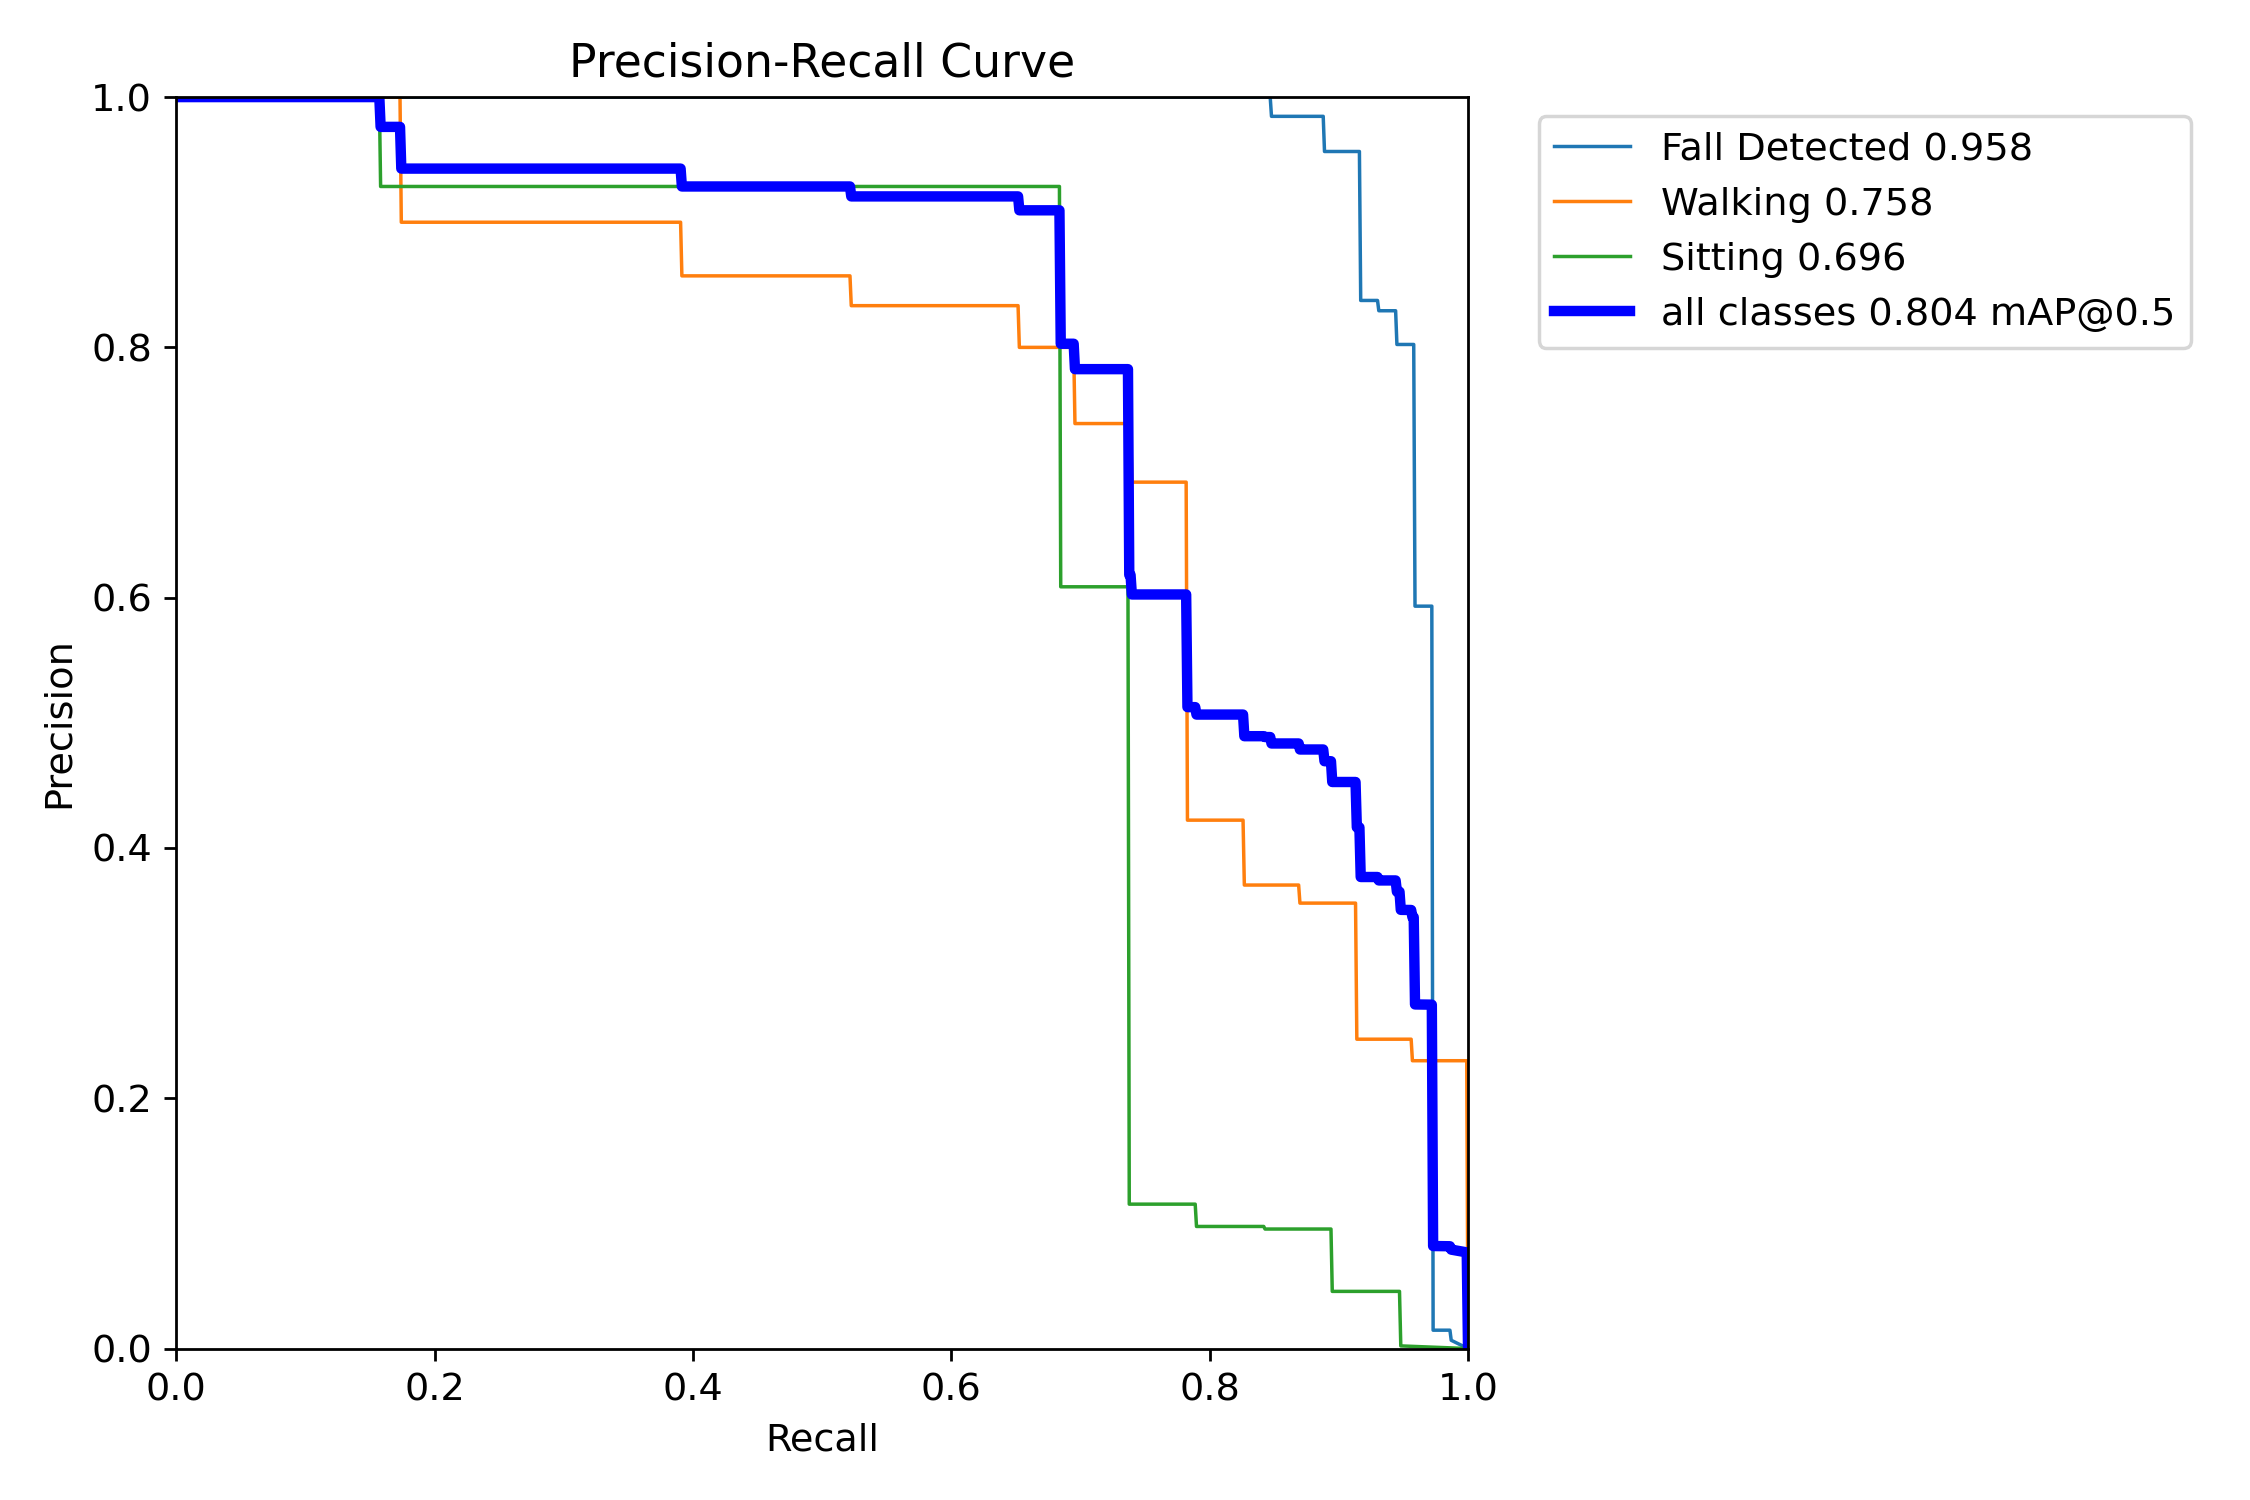 Precision-Recall Curve
1.0
0.8
0.6
0.4
0.2
0.0
Precision
0.0 0.2 0.4 0.6 0.8 1.0
Recall
Fall Detected 0.958
Walking 0.758
Sitting 0.696
all classes 0.804 mAP@0.5